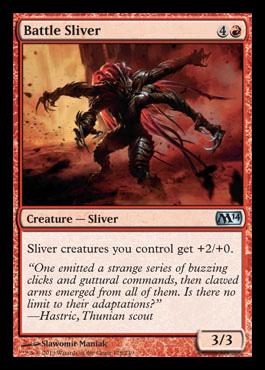 Battle Sliver 4
Creature — Sliver M14
Sliver creatures you control get +2/+0.
“One emitted a strange series of buzzing
clicks and guttural commands, then clawed
arms emerged from all of them. Is there no
limit to their adaptations?”
—Hastric, Thunian scout
Slawomir Maniak
3/3